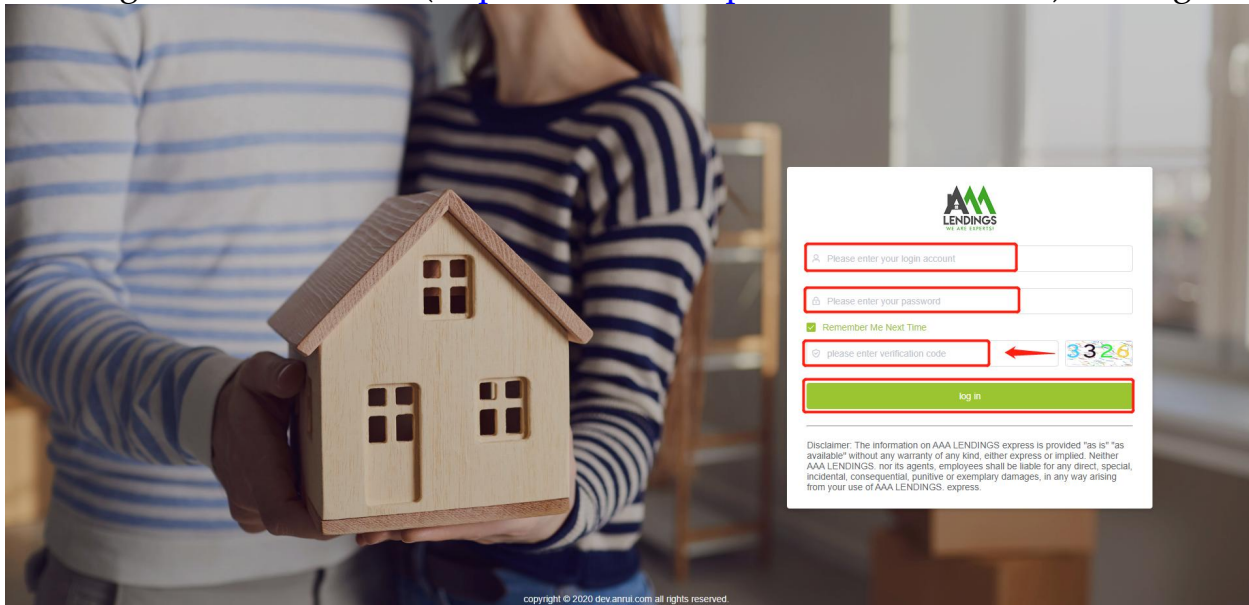 AAA
LENDINGS
WE ARE EXPERTS!
Please enter your login account
Please enter your password
Remember Me Next Time
please enter verification code
3326
log in
Disclaimer: The information on AAA LENDINGS express is provided "as is" "as
available" without any warranty of any kind, either express or implied. Neither
AAA LENDINGS. nor its agents, employees shall be liable for any direct, special,
incidental, consequential, punitive or exemplary damages, in any way arising
from your use of AAA LENDINGS. express.
copyright © 2020 dev.anrui.com all rights reserved.